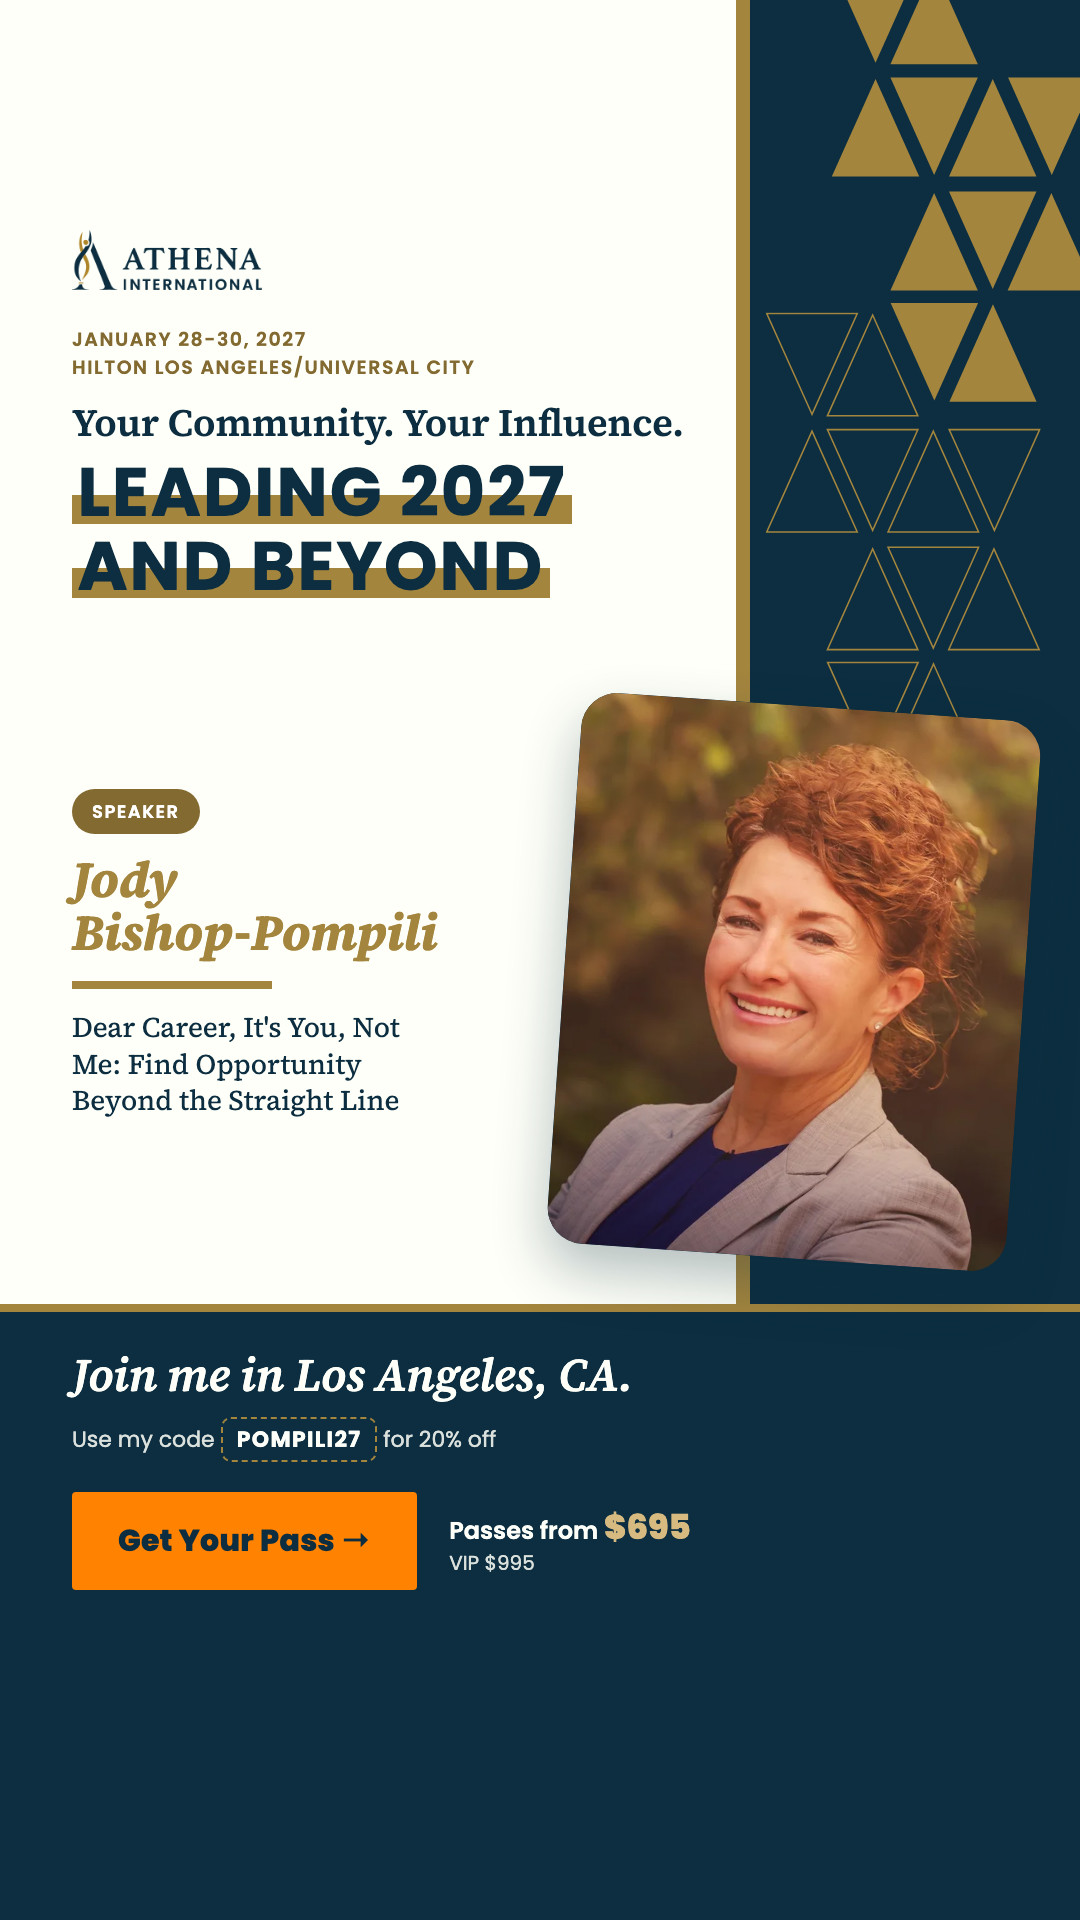 ATHENA
INTERNATIONAL
JANUARY 28-30, 2027
HILTON LOS ANGELES/UNIVERSAL CITY
Your Community. Your Influence.
LEADING 2027
AND BEYOND
SPEAKER
Jody
Bishop-Pompili
Dear Career, It's You, Not
Me: Find Opportunity
Beyond the Straight Line
Join me in Los Angeles, CA.
Use my code POMPILI27 for 20% off
Get Your Pass →
Passes from $695
VIP $995